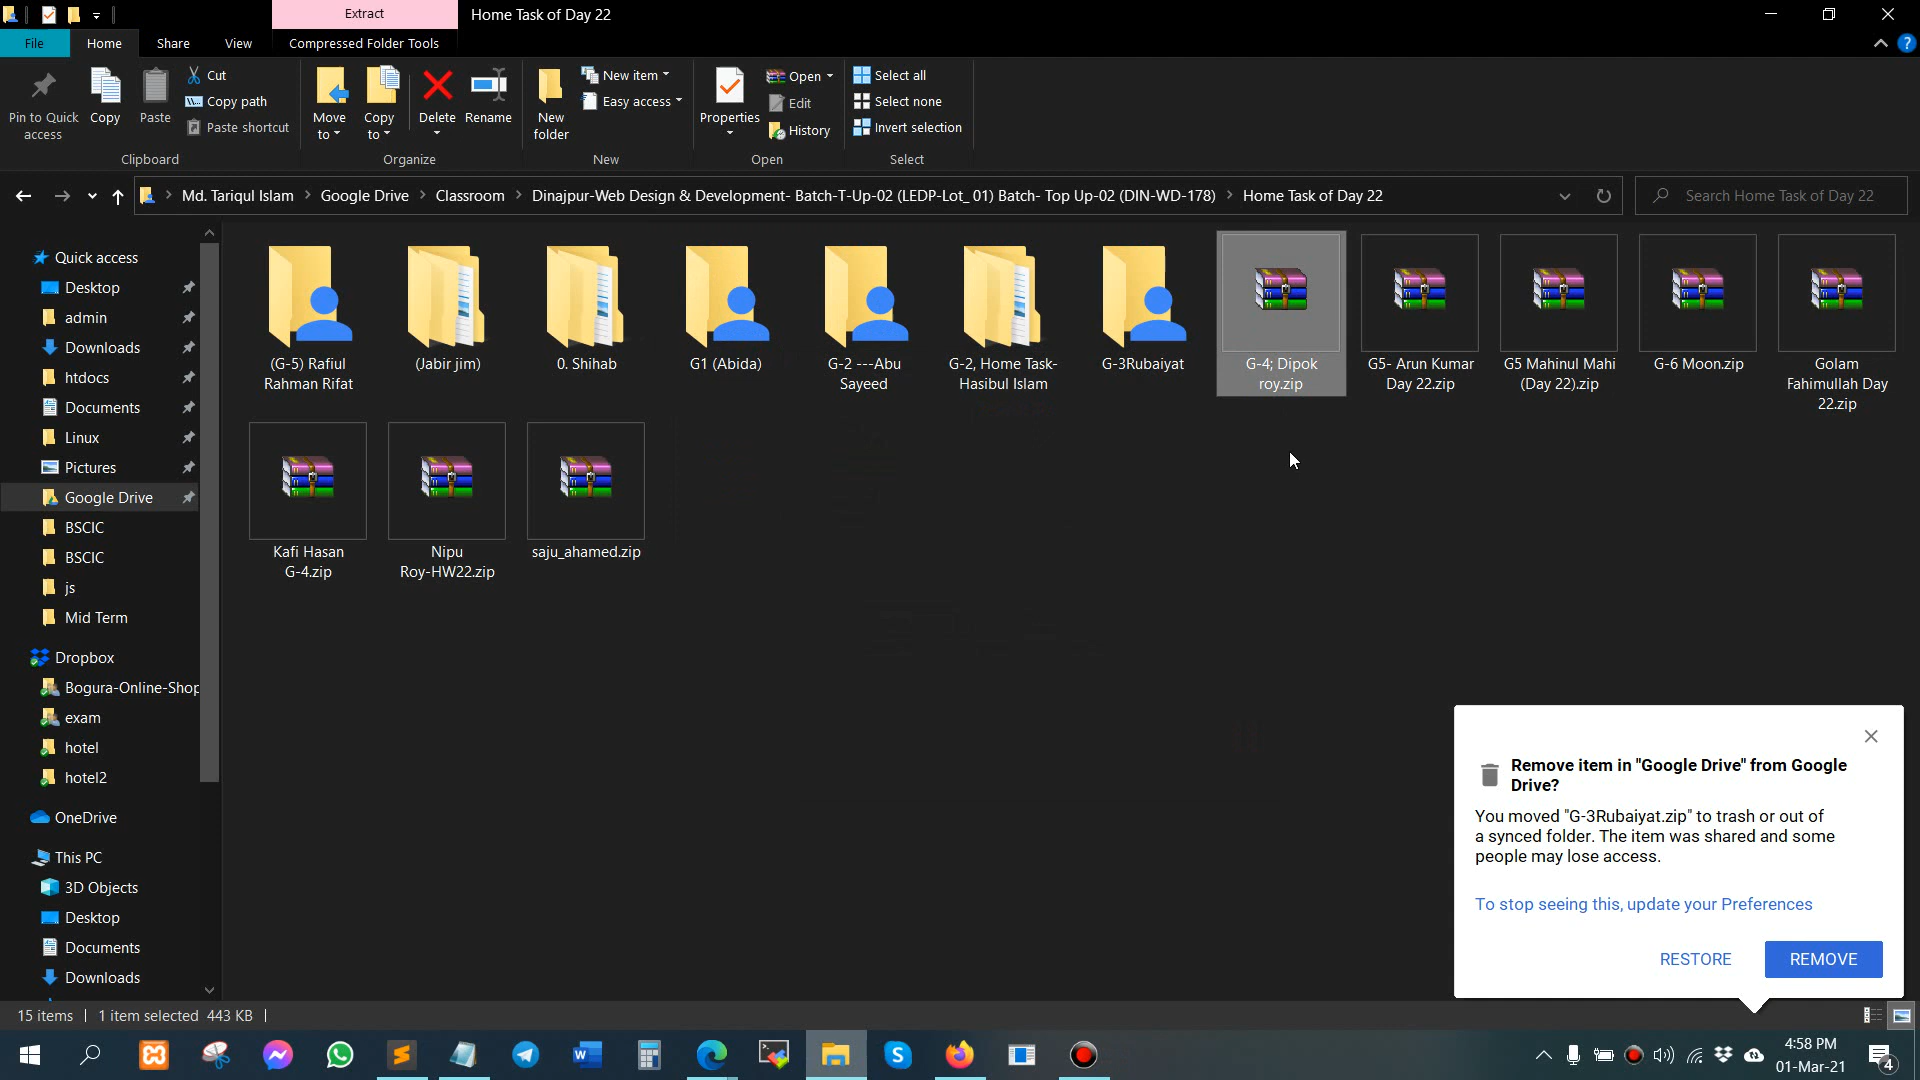 Extract
Home Task of Day 22
File
Home
Share
View
Compressed Folder Tools
Pin to Quick
access
Copy
Paste
Cut
Copy path
Paste shortcut
Clipboard
Move
to
Copy
to
Delete
Rename
Organize
New
folder
New item
Easy access
New
Properties
Open
Edit
History
Open
Select all
Select none
Invert selection
Select
Md. Tariqul Islam
Google Drive
Classroom
Dinajpur-Web Design & Development- Batch-T-Up-02 (LEDP-Lot_01) Batch- Top Up-02 (DIN-WD-178)
Home Task of Day 22
Search Home Task of Day 22
Quick access
Desktop
admin
Downloads
htdocs
Documents
Linux
Pictures
Google Drive
BSCIC
BSCIC
js
Mid Term
Dropbox
Bogura-Online-Shop
exam
hotel
hotel2
OneDrive
This PC
3D Objects
Desktop
Documents
Downloads
(G-5) Rafiul
Rahman Rifat
(Jabir jim)
0. Shihab
G1 (Abida)
G-2 ---Abu
Sayeed
G-2, Home Task-
Hasibul Islam
G-3Rubaiyat
G-4; Dipok
roy.zip
G5- Arun Kumar
Day 22.zip
G5 Mahinul Mahi
(Day 22).zip
G-6 Moon.zip
Golam
Fahimullah Day
22.zip
Kafi Hasan
G-4.zip
Nipu
Roy-HW22.zip
saju_ahamed.zip
Remove item in "Google Drive" from Google
Drive?
You moved "G-3Rubaiyat.zip" to trash or out of
a synced folder. The item was shared and some
people may lose access.
To stop seeing this, update your Preferences
RESTORE
REMOVE
15 items
1 item selected 443 KB
4:58 PM
01-Mar-21
4